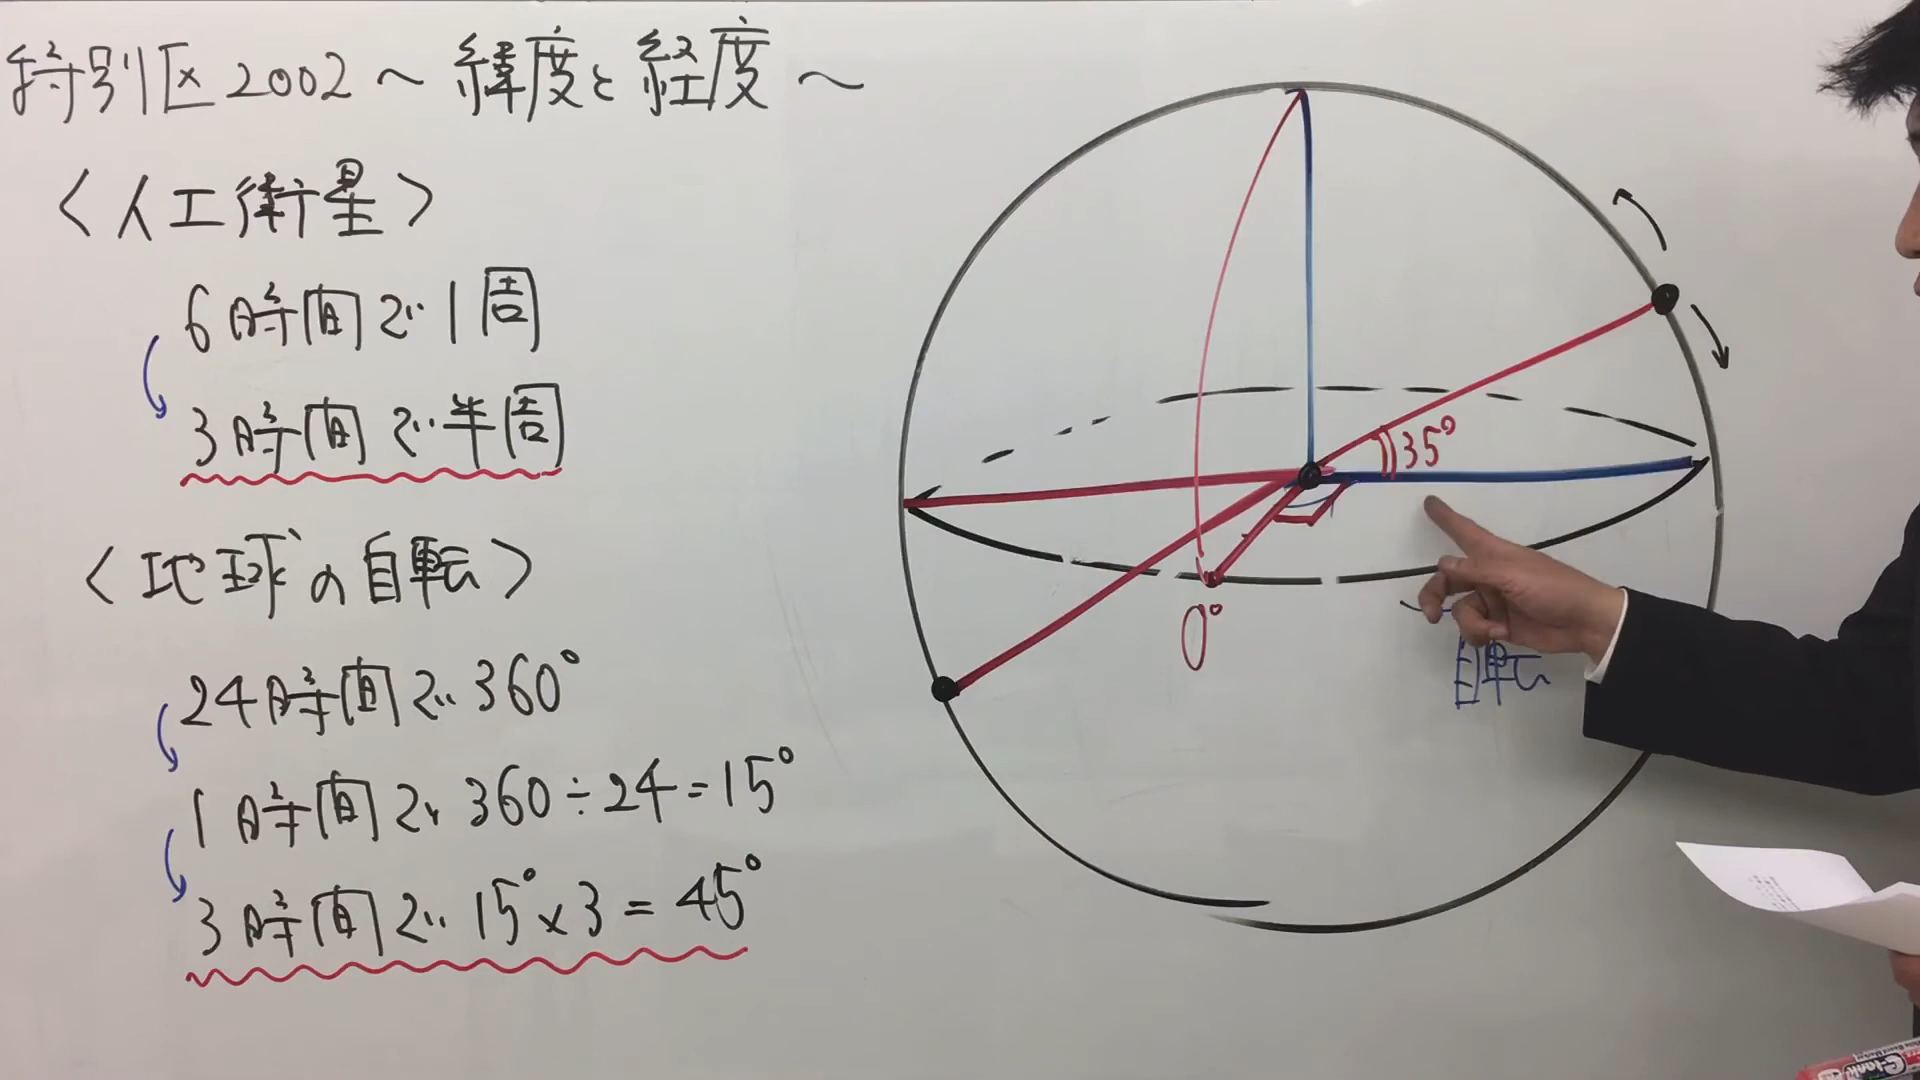 特別区2002～緯度と経度～
〈人工衛星〉
6時間で1周
3時間で半周
〈地球の自転〉
24時間で360°
1時間で360÷24=15°
3時間で15°×3=45°
35°
0°
自転